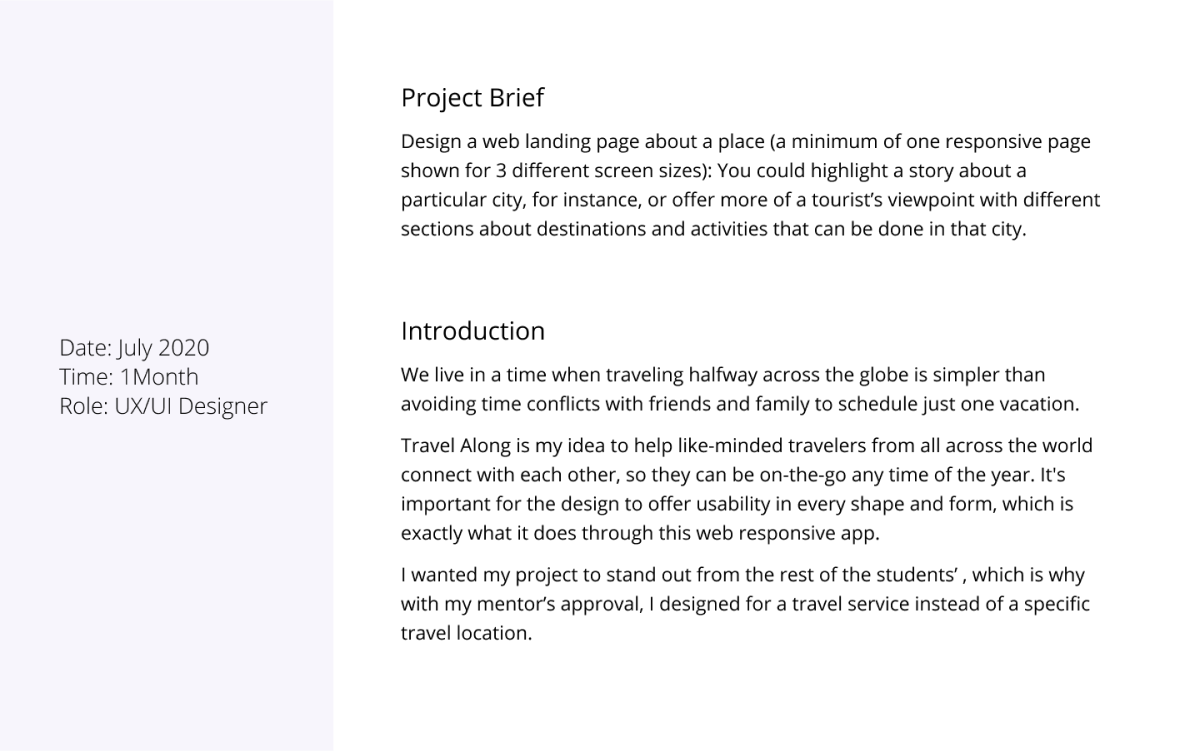 Project Brief
Design a web landing page about a place (a minimum of one responsive page
shown for 3 different screen sizes): You could highlight a story about a
particular city, for instance, or offer more of a tourist’s viewpoint with different
sections about destinations and activities that can be done in that city.
Date: July 2020
Time: 1Month
Role: UX/UI Designer
Introduction
We live in a time when traveling halfway across the globe is simpler than
avoiding time conflicts with friends and family to schedule just one vacation.
Travel Along is my idea to help like-minded travelers from all across the world
connect with each other, so they can be on-the-go any time of the year. It's
important for the design to offer usability in every shape and form, which is
exactly what it does through this web responsive app.
I wanted my project to stand out from the rest of the students’ , which is why
with my mentor’s approval, I designed for a travel service instead of a specific
travel location.